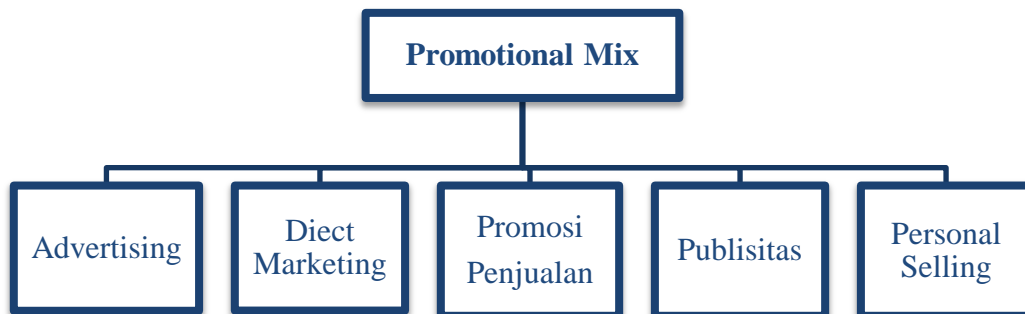 Promotional Mix
Advertising
Diect
Marketing
Promosi
Penjualan
Publisitas
Personal
Selling